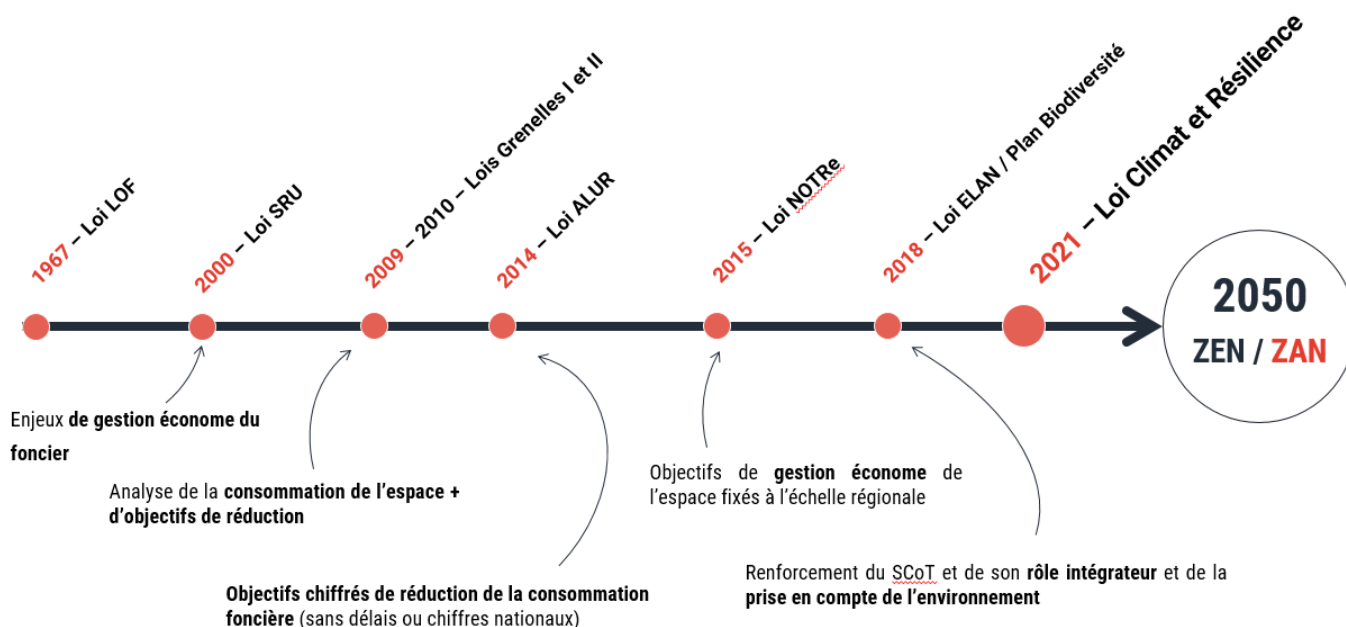 1967 – Loi LOF
2000 – Loi SRU
2009 – 2010 – Lois Grenelles I et II
2014 – Loi ALUR
2015 – Loi NOTRe
2018 – Loi ELAN / Plan Biodiversité
2021 – Loi Climat et Résilience
2050
ZEN / ZAN
Enjeux de gestion économe du
foncier
Analyse de la consommation de l’espace +
d’objectifs de réduction
Objectifs chiffrés de réduction de la consommation
foncière (sans délais ou chiffres nationaux)
Objectifs de gestion économe de
l’espace fixés à l’échelle régionale
Renforcement du SCoT et de son rôle intégrateur et de la
prise en compte de l’environnement